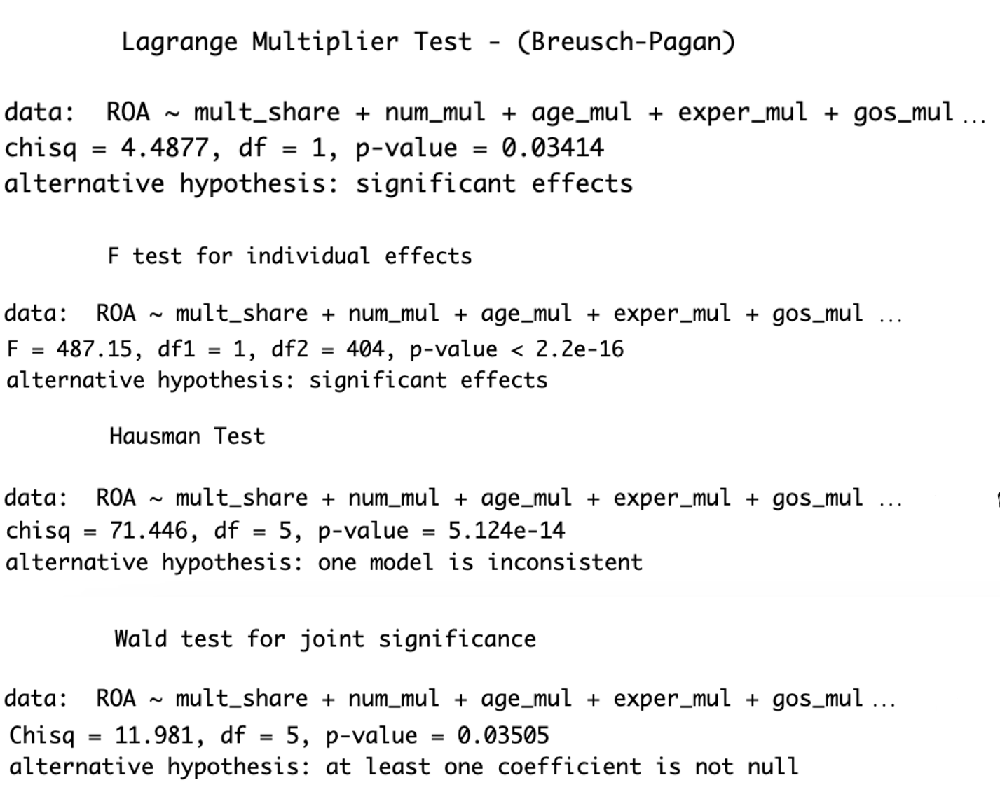 Lagrange Multiplier Test - (Breusch-Pagan)
data:  ROA ~ mult_share + num_mul + age_mul + exper_mul + gos_mul ...
chisq = 4.4877, df = 1, p-value = 0.03414
alternative hypothesis: significant effects
F test for individual effects
data:  ROA ~ mult_share + num_mul + age_mul + exper_mul + gos_mul ...
F = 487.15, df1 = 1, df2 = 404, p-value < 2.2e-16
alternative hypothesis: significant effects
Hausman Test
data:  ROA ~ mult_share + num_mul + age_mul + exper_mul + gos_mul ...
chisq = 71.446, df = 5, p-value = 5.124e-14
alternative hypothesis: one model is inconsistent
Wald test for joint significance
data:  ROA ~ mult_share + num_mul + age_mul + exper_mul + gos_mul ...
Chisq = 11.981, df = 5, p-value = 0.03505
alternative hypothesis: at least one coefficient is not null